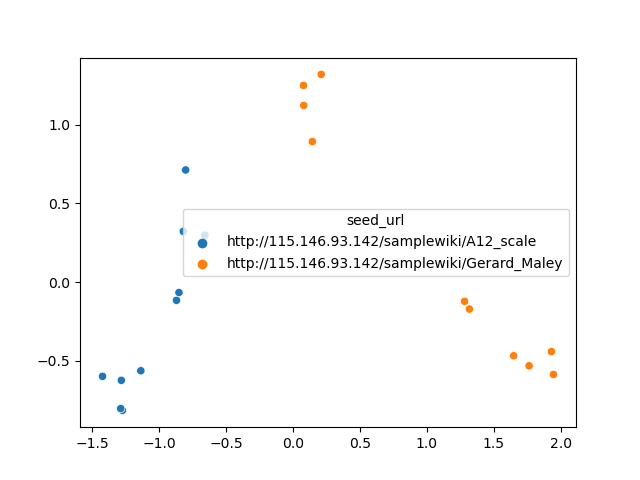 1.0
0.5
seed_url
http://115.146.93.142/samplewiki/A12_scale
http://115.146.93.142/samplewiki/Gerard_Maley
0.0
−0.5
−1.5 −1.0 −0.5 0.0 0.5 1.0 1.5 2.0